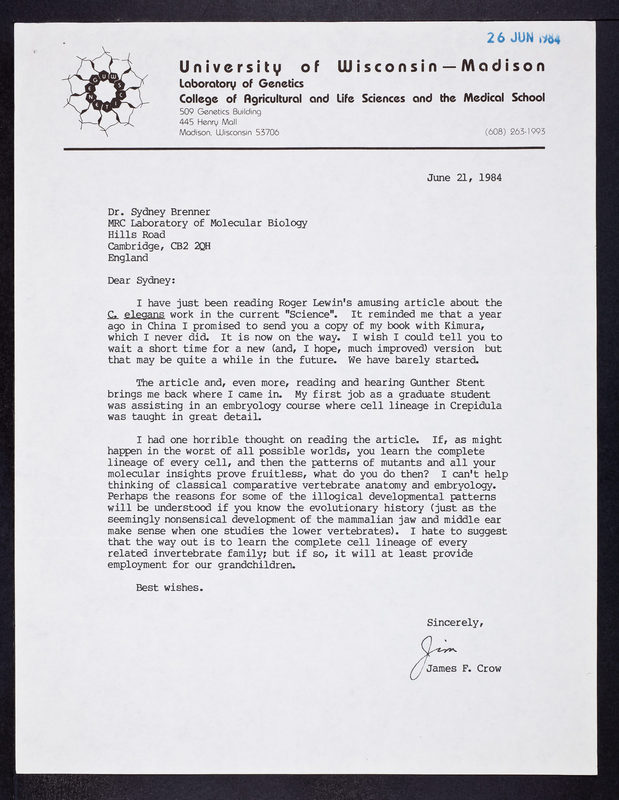 26 JUN 1984
University of Wisconsin—Madison
Laboratory of Genetics
College of Agricultural and Life Sciences and the Medical School
509 Genetics Building
445 Henry Mall
Madison, Wisconsin 53706
(608) 263-1993
June 21, 1984
Dr. Sydney Brenner
MRC Laboratory of Molecular Biology
Hills Road
Cambridge, CB2 2QH
England
Dear Sydney:
I have just been reading Roger Lewin's amusing article about the
C. elegans work in the current "Science". It reminded me that a year
ago in China I promised to send you a copy of my book with Kimura,
which I never did. It is now on the way. I wish I could tell you to
wait a short time for a new (and, I hope, much improved) version but
that may be quite a while in the future. We have barely started.
The article and, even more, reading and hearing Gunther Stent
brings me back where I came in. My first job as a graduate student
was assisting in an embryology course where cell lineage in Crepidula
was taught in great detail.
I had one horrible thought on reading the article. If, as might
happen in the worst of all possible worlds, you learn the complete
lineage of every cell, and then the patterns of mutants and all your
molecular insights prove fruitless, what do you do then? I can't help
thinking of classical comparative vertebrate anatomy and embryology.
Perhaps the reasons for some of the illogical developmental patterns
will be understood if you know the evolutionary history (just as the
seemingly nonsensical development of the mammalian jaw and middle ear
make sense when one studies the lower vertebrates). I hate to suggest
that the way out is to learn the complete cell lineage of every
related invertebrate family; but if so, it will at least provide
employment for our grandchildren.
Best wishes.
Sincerely,
Jim
James F. Crow